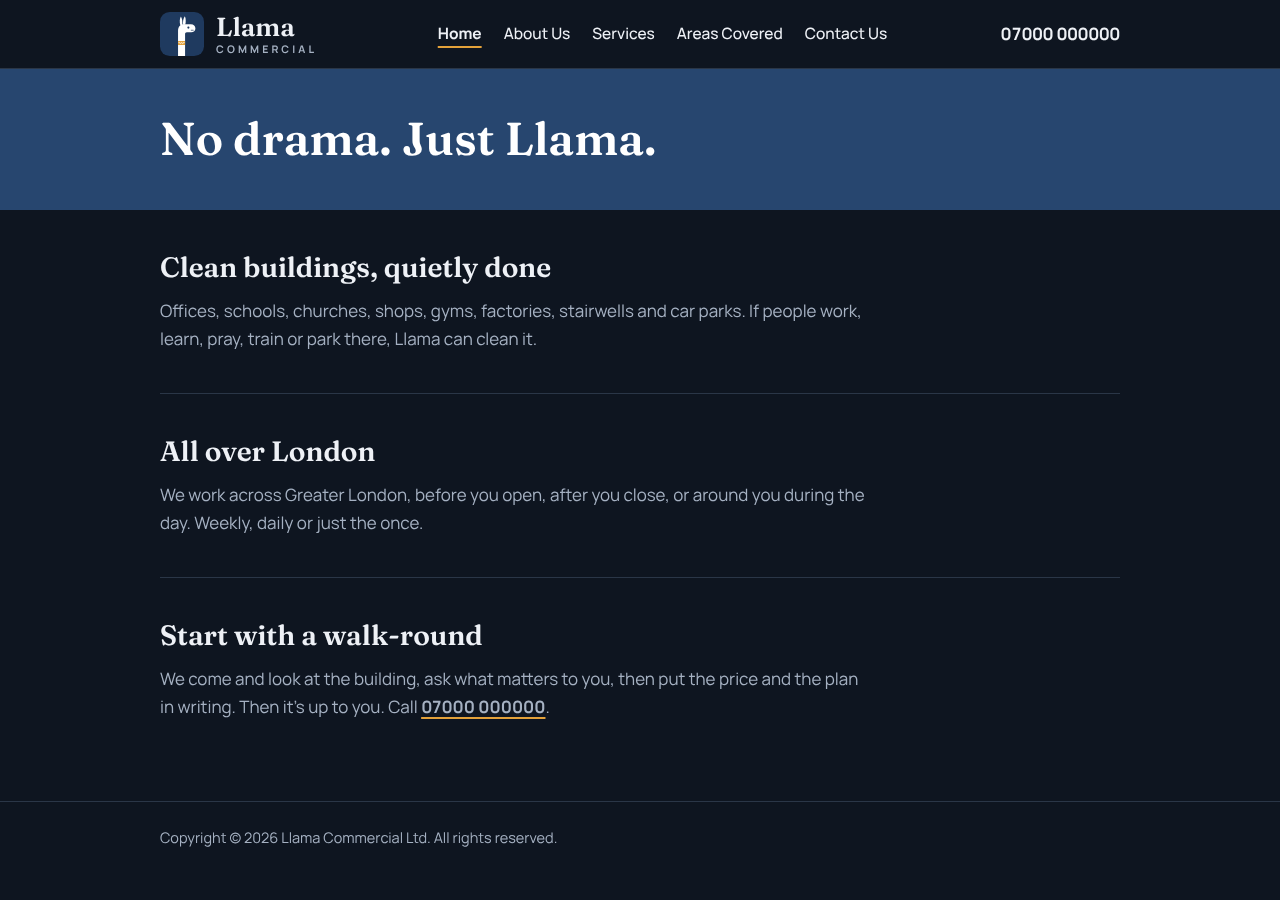 Llama
COMMERCIAL
Home About Us Services Areas Covered Contact Us
07000 000000
No drama. Just Llama.
Clean buildings, quietly done
Offices, schools, churches, shops, gyms, factories, stairwells and car parks. If people work,
learn, pray, train or park there, Llama can clean it.
All over London
We work across Greater London, before you open, after you close, or around you during the
day. Weekly, daily or just the once.
Start with a walk-round
We come and look at the building, ask what matters to you, then put the price and the plan
in writing. Then it's up to you. Call 07000 000000.
Copyright © 2026 Llama Commercial Ltd. All rights reserved.